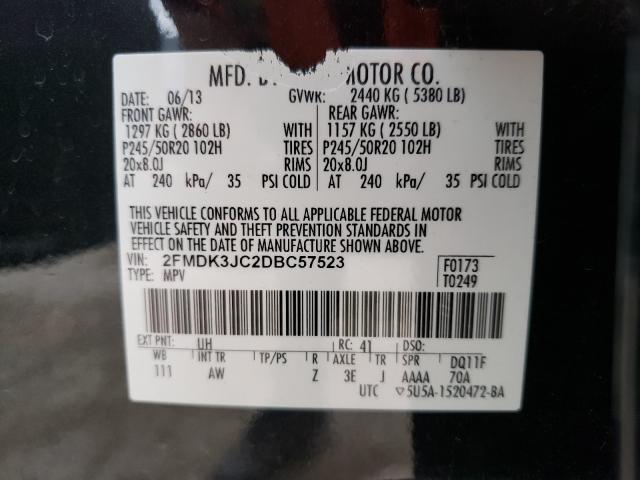 MFD. MOTOR CO.
DATE: 06/13 GVWR: 2440 KG ( 5380 LB)
FRONT GAWR: REAR GAWR:
1297 KG ( 2860 LB) WITH 1157 KG ( 2550 LB) WITH
P245/50R20 102H TIRES P245/50R20 102H TIRES
20x8.0J RIMS 20x8.0J RIMS
AT 240 kPa/ 35 PSI COLD AT 240 kPa/ 35 PSI COLD
THIS VEHICLE CONFORMS TO ALL APPLICABLE FEDERAL MOTOR
VEHICLE SAFETY AND THEFT PREVENTION STANDARDS IN
EFFECT ON THE DATE OF MANUFACTURE SHOWN ABOVE.
VIN: 2FMDK3JC2DBC57523 F0173
TYPE: MPV T0249
EXT PNT: UH RC: 41 DSO:
WB INT TR TP/PS R AXLE TR SPR DQ11F
111 AW Z 3E J AAAA 70A
UTC ▽5U5A-1520472-BA